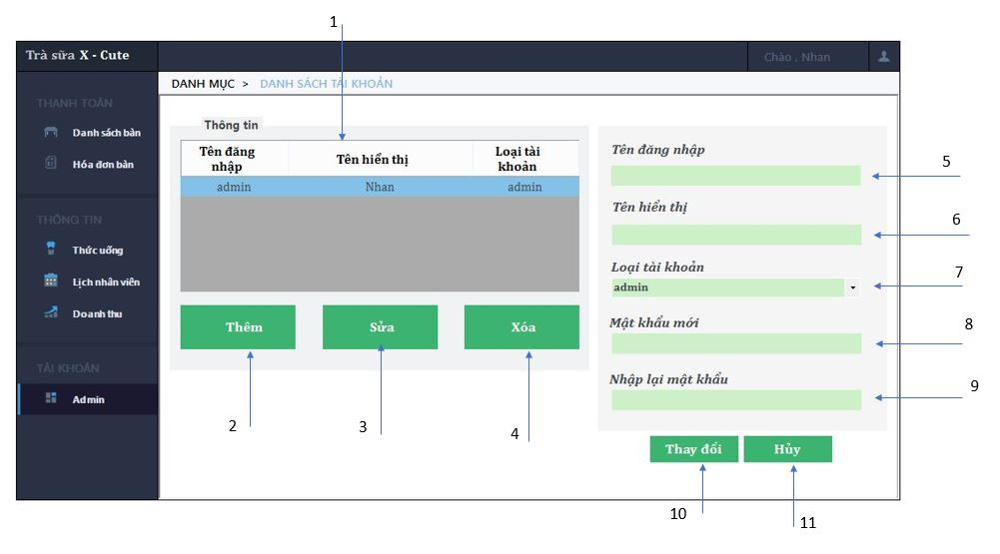 1
Trà sữa X - Cute
Chào , Nhan
DANH MỤC > DANH SÁCH TÀI KHOẢN
THANH TOÁN
Danh sách bàn
Hóa đơn bàn
THÔNG TIN
Thức uống
Lịch nhân viên
Doanh thu
TÀI KHOẢN
Admin
Thông tin
Tên đăng nhập
Tên hiển thị
Loại tài khoản
admin Nhan admin
Thêm Sửa Xóa
2
3
4
Tên đăng nhập
5
Tên hiển thị
6
Loại tài khoản
7
admin
Mật khẩu mới
8
Nhập lại mật khẩu
9
Thay đổi Hủy
10
11